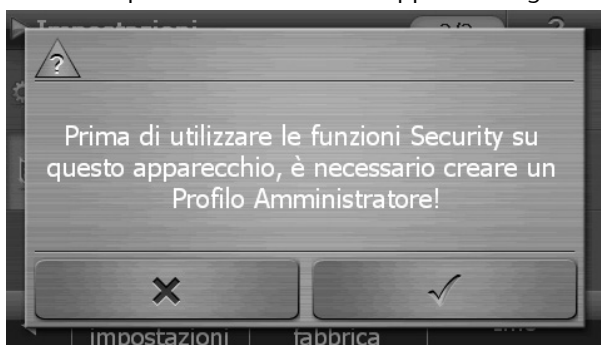 Impostazioni 2/2 ?
?
Prima di utilizzare le funzioni Security su
questo apparecchio, è necessario creare un
Profilo Amministratore!
impostazioni fabbrica